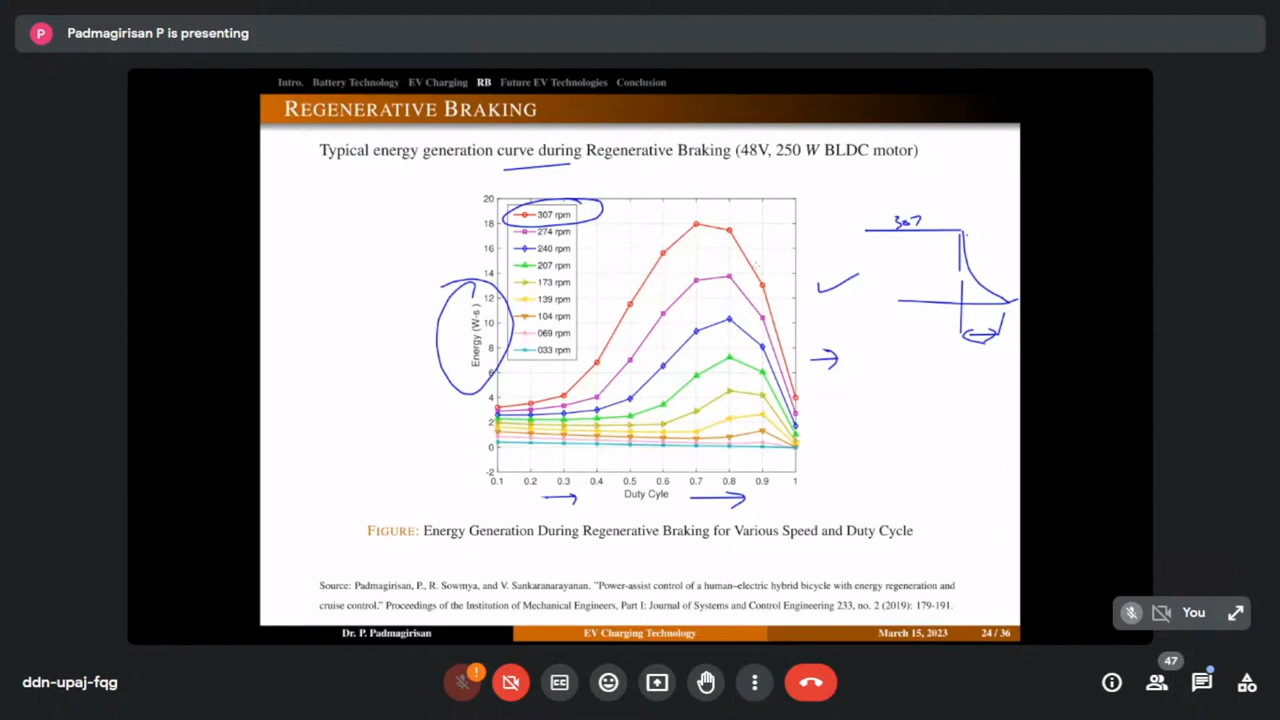 P Padmagirisan P is presenting
Intro. Battery Technology EV Charging RB Future EV Technologies Conclusion
REGENERATIVE BRAKING
Typical energy generation curve during Regenerative Braking (48V, 250 W BLDC motor)
20
18
16
14
12
10
8
6
4
2
0
-2
Energy (W-s)
307 rpm
274 rpm
240 rpm
207 rpm
173 rpm
139 rpm
104 rpm
069 rpm
033 rpm
307
0.1 0.2 0.3 0.4 0.5 0.6 0.7 0.8 0.9 1
Duty Cyle
FIGURE: Energy Generation During Regenerative Braking for Various Speed and Duty Cycle
Source: Padmagirisan, P., R. Sowmya, and V. Sankaranarayanan. "Power-assist control of a human–electric hybrid bicycle with energy regeneration and
cruise control." Proceedings of the Institution of Mechanical Engineers, Part I: Journal of Systems and Control Engineering 233, no. 2 (2019): 179-191.
Dr. P. Padmagirisan EV Charging Technology March 15, 2023 24 / 36
You
ddn-upaj-fqg
!
CC
47